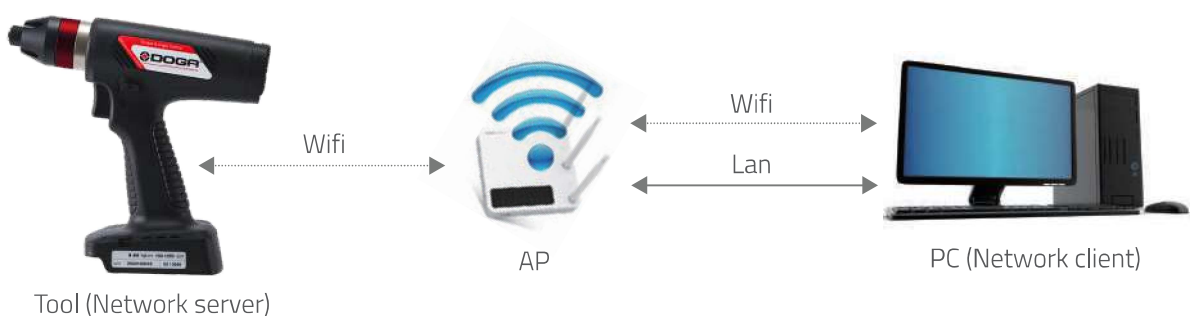 DOGA
Wifi
Wifi
Lan
AP
PC (Network client)
Tool (Network server)